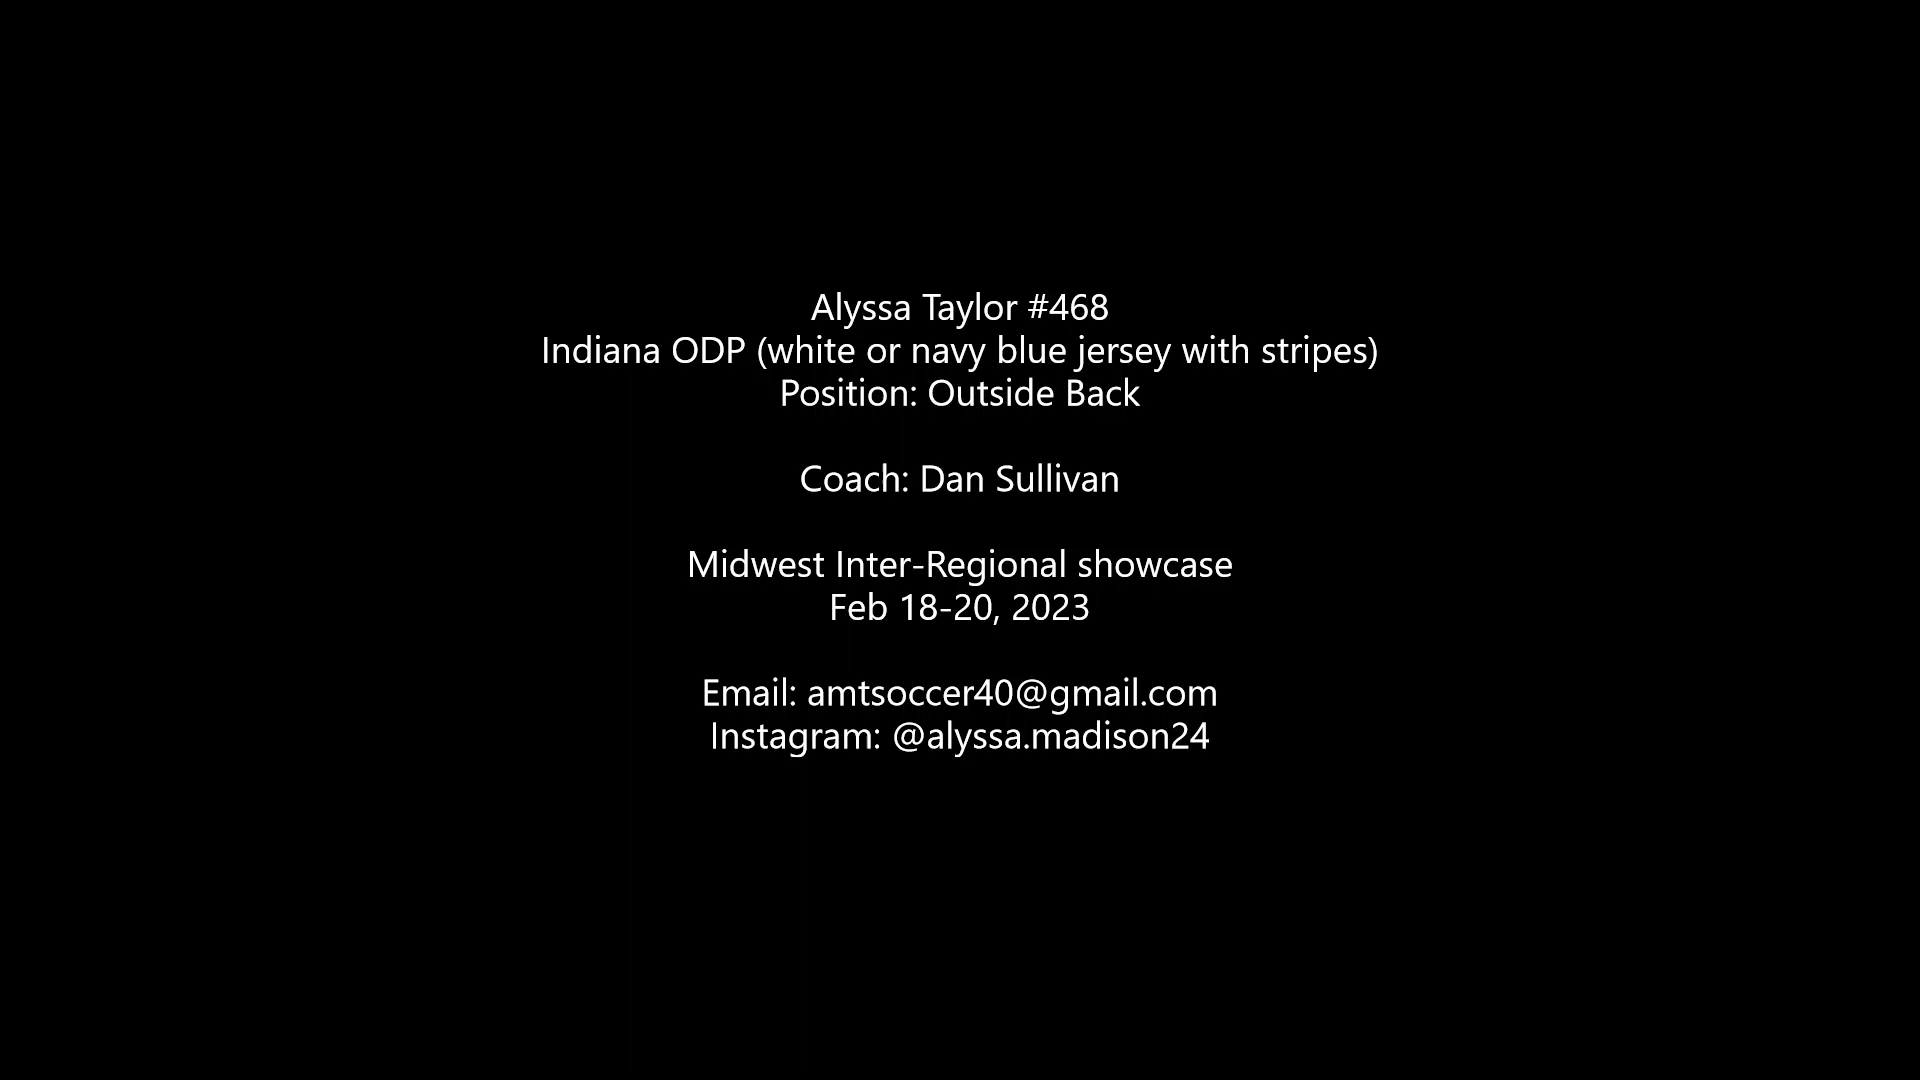 Alyssa Taylor #468
Indiana ODP (white or navy blue jersey with stripes)
Position: Outside Back
Coach: Dan Sullivan
Midwest Inter-Regional showcase
Feb 18-20, 2023
Email: amtsoccer40@gmail.com
Instagram: @alyssa.madison24